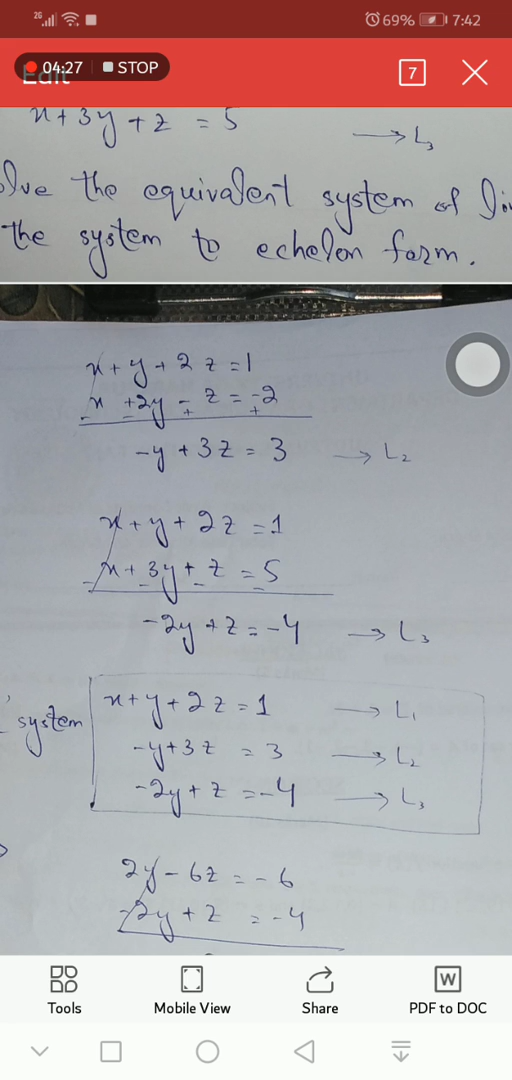 2G 69% 7:42
04:27 STOP
Edit 7
x + 3y + z = 5 → L₃
the equivalent system of
the system to echelon form.
x + y + 2z = 1
x + 2y - z = -2
-y + 3z = 3 → L₂
x + y + 2z = 1
x + 3y + z = 5
-2y + z = -4 → L₃
system
x + y + 2z = 1 → L₁
-y + 3z = 3 → L₂
-2y + z = -4 → L₃
2y - 6z = -6
-2y + z = -4
Tools Mobile View Share PDF to DOC
W